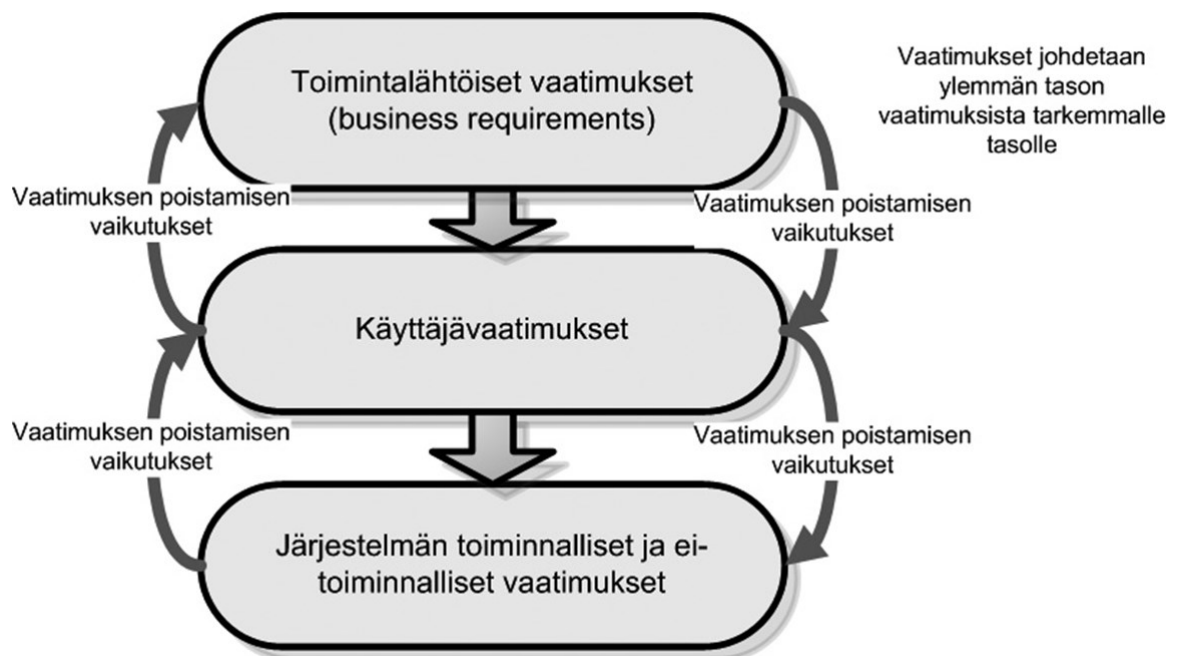 Toimintalähtöiset vaatimukset
(business requirements)
Vaatimukset johdetaan
ylemmän tason
vaatimuksista tarkemmalle
tasolle
Vaatimuksen poistamisen
vaikutukset
Vaatimuksen poistamisen
vaikutukset
Käyttäjävaatimukset
Vaatimuksen poistamisen
vaikutukset
Vaatimuksen poistamisen
vaikutukset
Järjestelmän toiminnalliset ja ei-
toiminnalliset vaatimukset